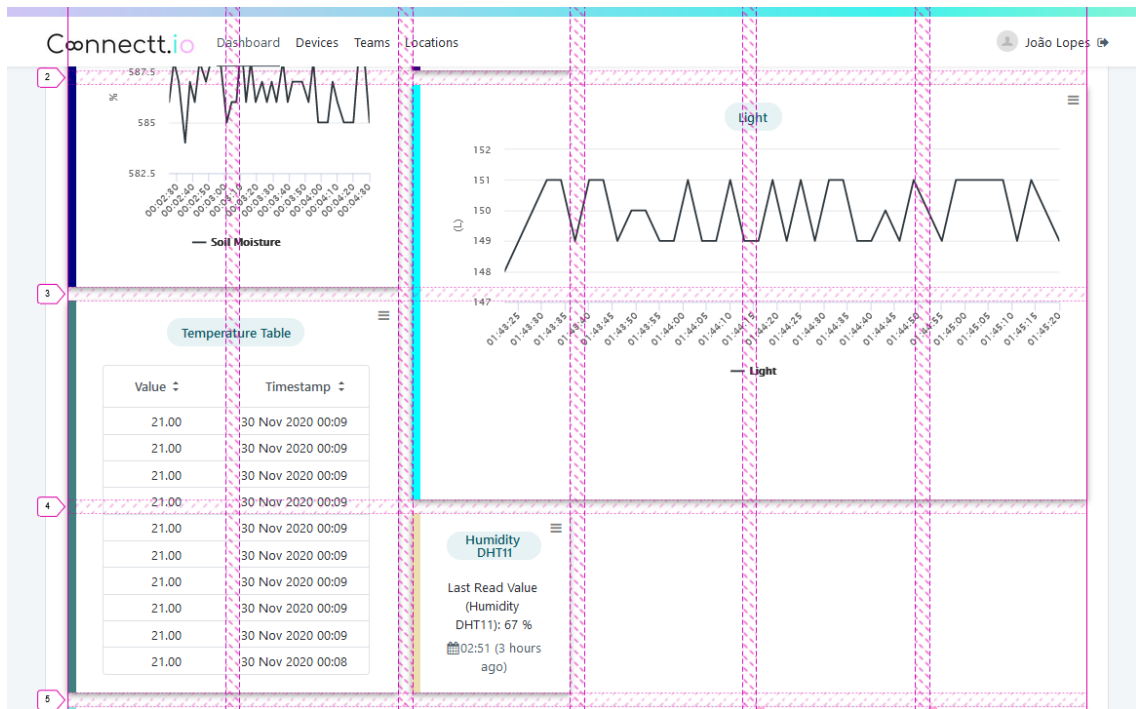 Connectt.io
Dashboard Devices Teams Locations
João Lopes
2
587.5
%
585
582.5
00:02:30 00:02:40 00:02:50 00:03:00 00:03:10 00:03:20 00:03:30 00:03:40 00:03:50 00:04:00 00:04:10 00:04:20 00:04:30
Soil Moisture
Light
152
151
150
(L)
149
148
147
01:43:25 01:43:30 01:43:35 01:43:40 01:43:45 01:43:50 01:43:55 01:44:00 01:44:05 01:44:10 01:44:15 01:44:20 01:44:25 01:44:30 01:44:35 01:44:40 01:44:45 01:44:50 01:44:55 01:45:00 01:45:05 01:45:10 01:45:15 01:45:20
Light
3
Temperature Table
Value Timestamp
21.00 30 Nov 2020 00:09
21.00 30 Nov 2020 00:09
21.00 30 Nov 2020 00:09
21.00 30 Nov 2020 00:09
21.00 30 Nov 2020 00:09
21.00 30 Nov 2020 00:09
21.00 30 Nov 2020 00:09
21.00 30 Nov 2020 00:09
21.00 30 Nov 2020 00:09
21.00 30 Nov 2020 00:08
4
Humidity
DHT11
Last Read Value
(Humidity
DHT11): 67 %
02:51 (3 hours
ago)
5